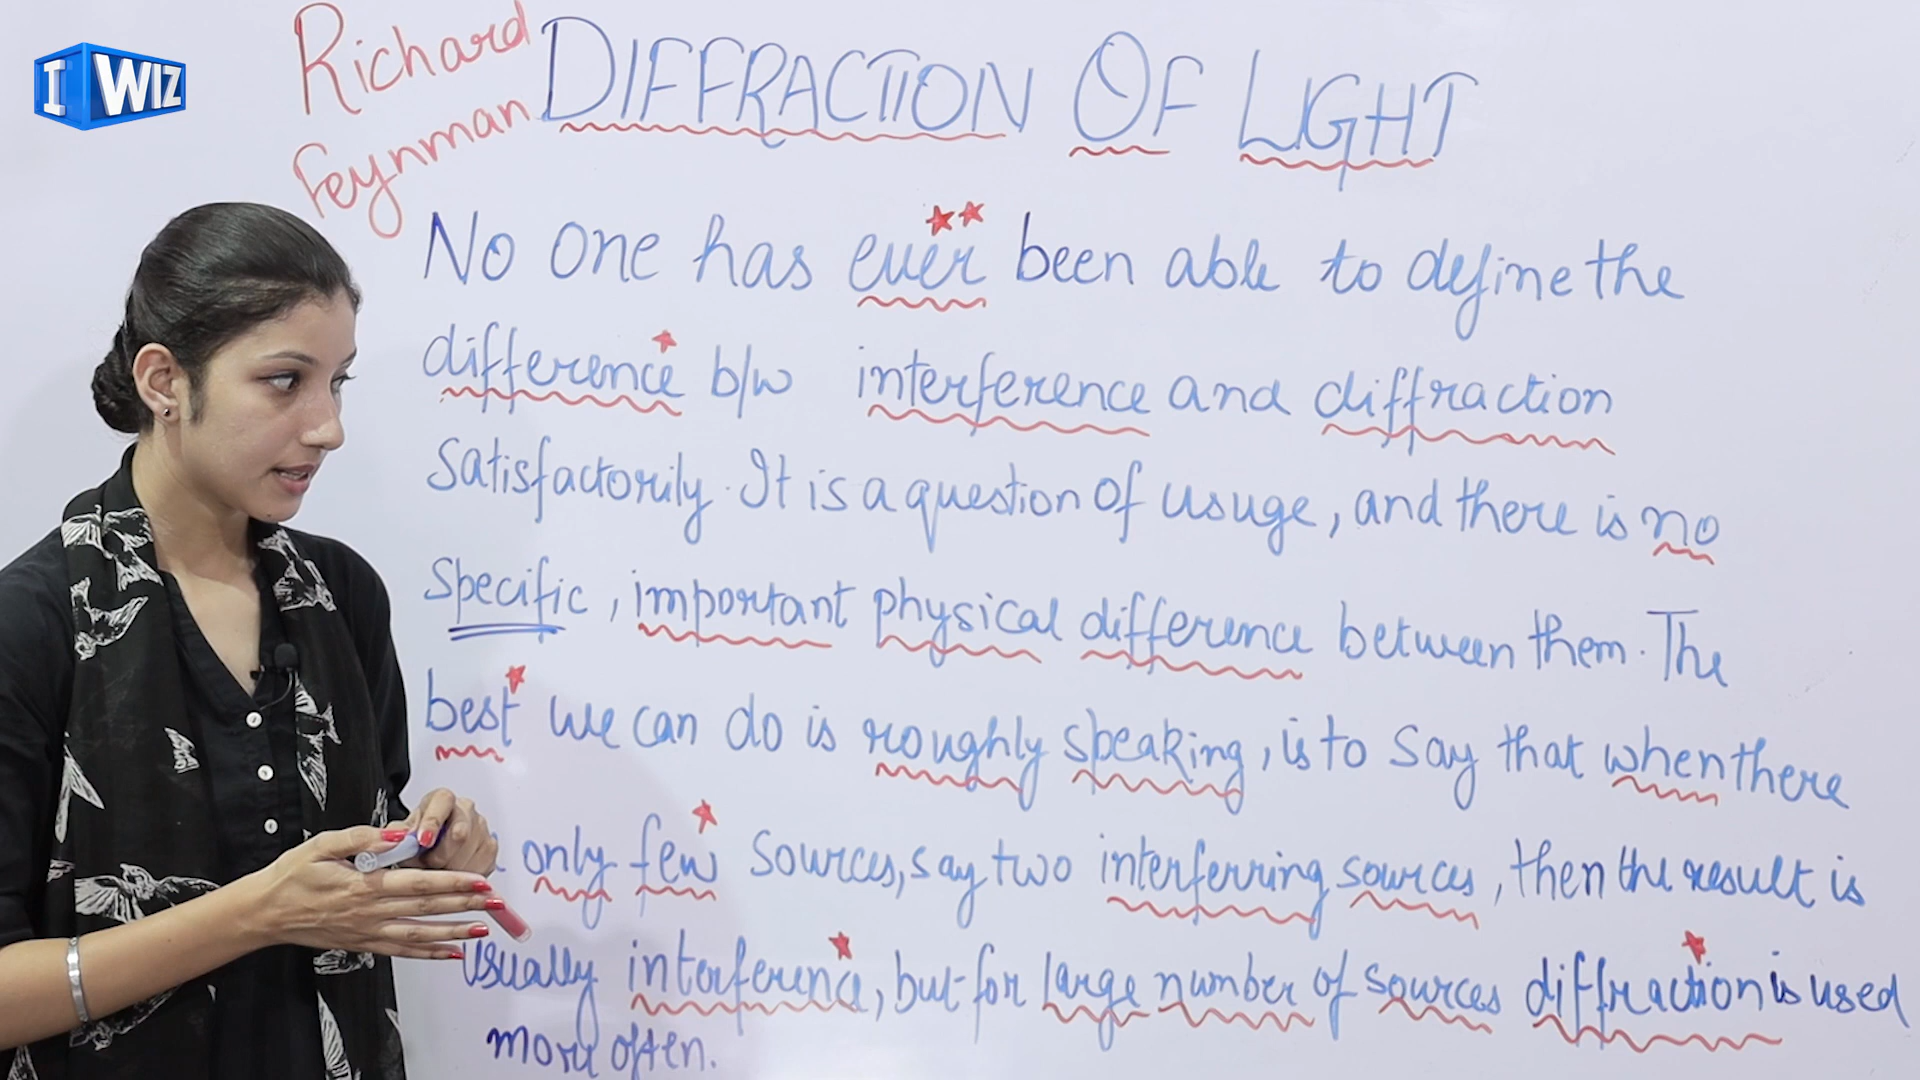 I WIZ
Richard
Feynman
DIFFRACTION OF LIGHT
No one has ever been able to define the
difference b/w interference and diffraction
Satisfactorily. It is a question of usuge, and there is no
Specific, important physical difference between them. The
best we can do is roughly speaking, is to say that when there
only few sources, say two interferring sources, then the result is
usually interference, but for large number of sources diffraction is used
more often.